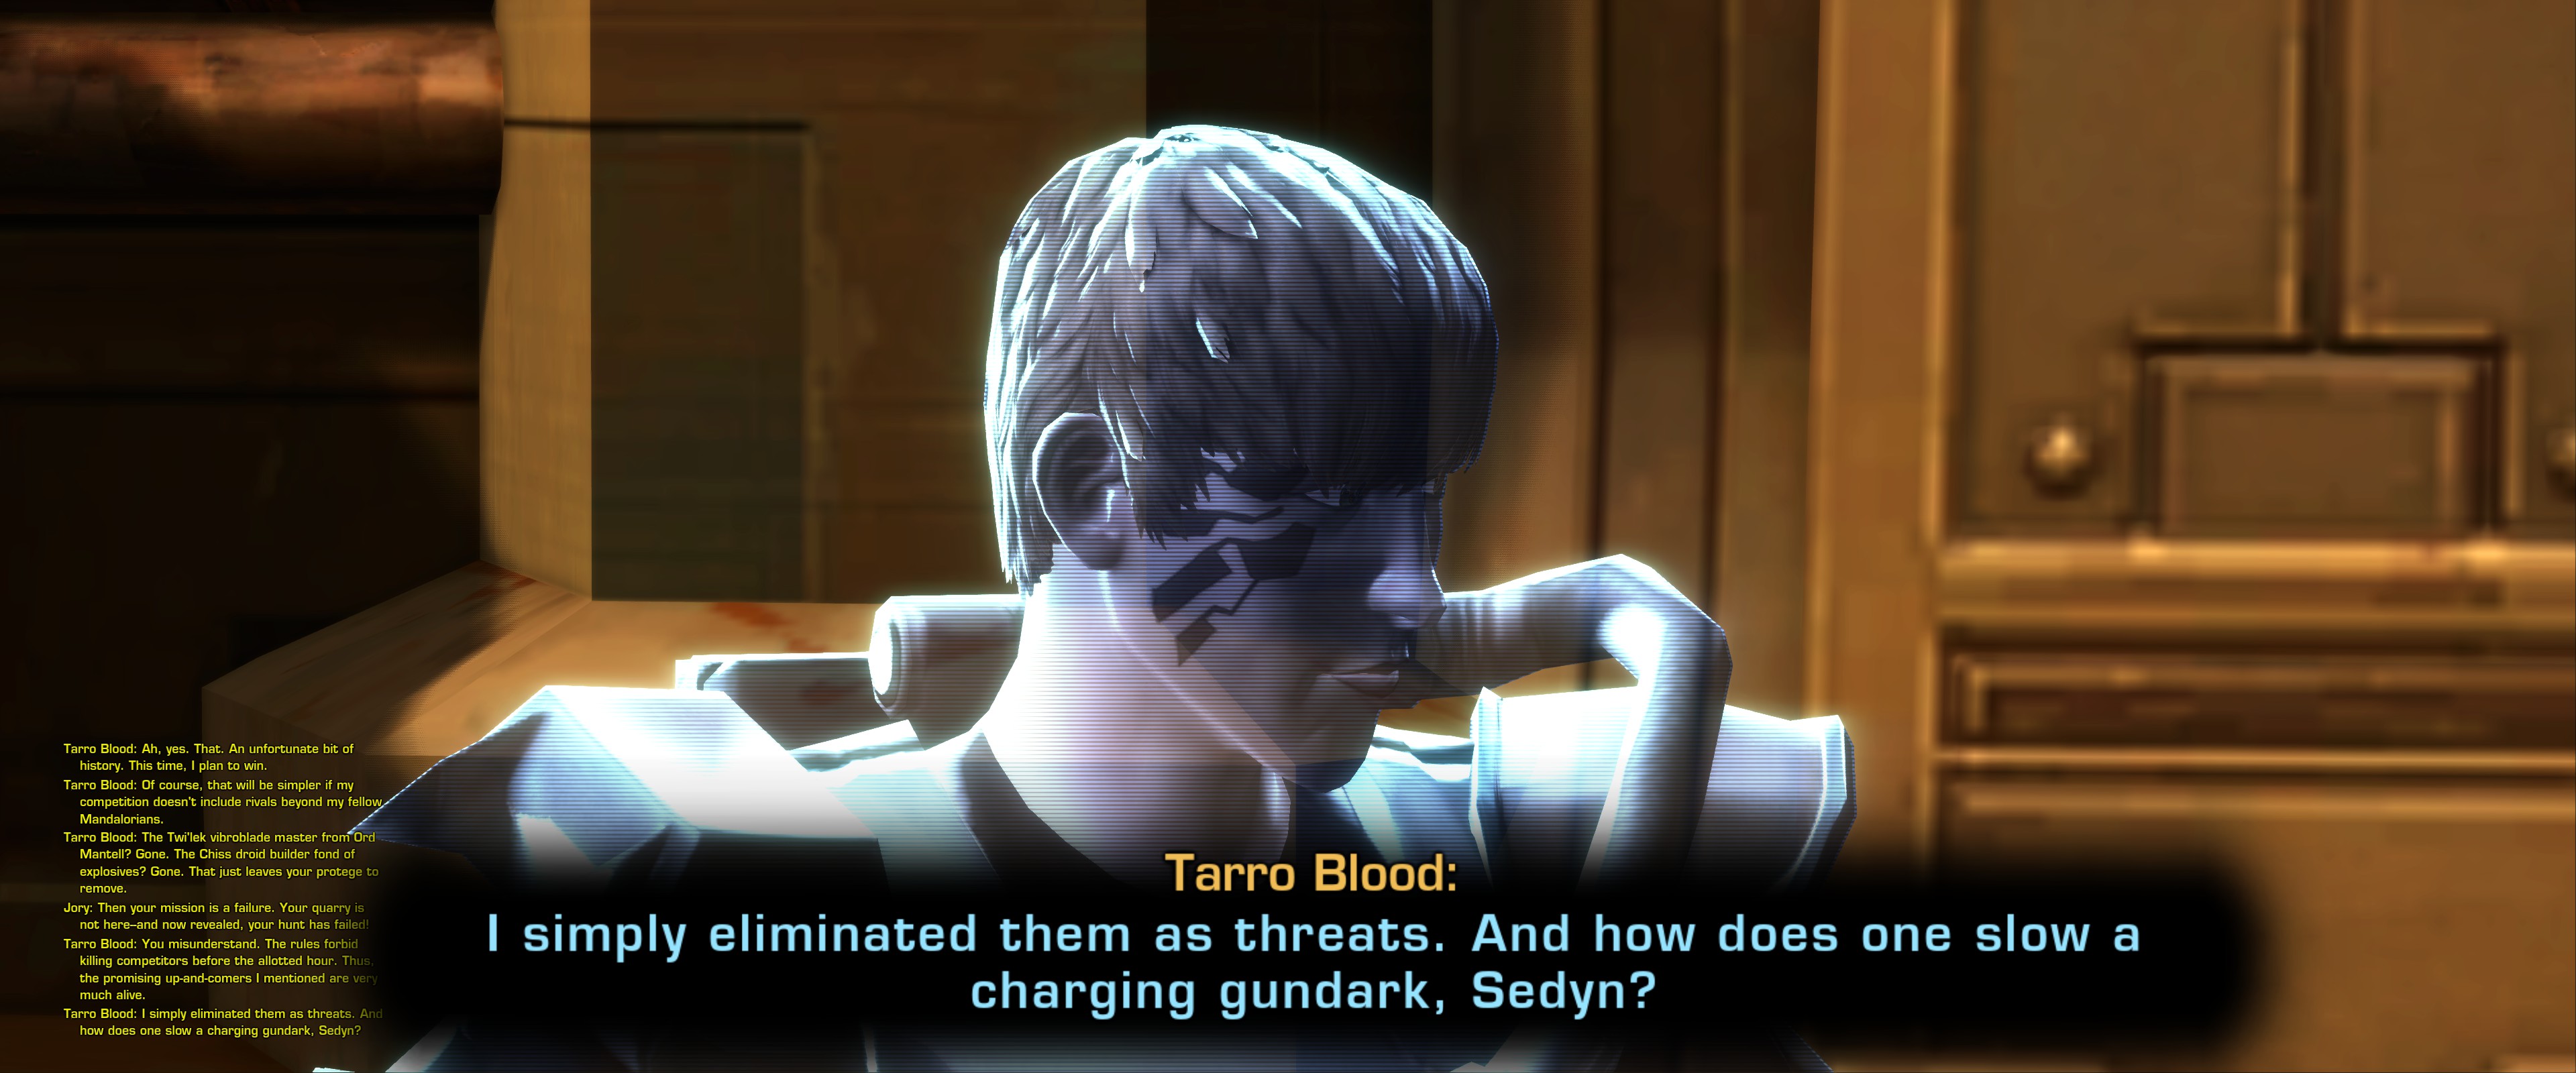 Tarro Blood: Ah, yes. That. An unfortunate bit of
history. This time, I plan to win.
Tarro Blood: Of course, that will be simpler if my
competition doesn't include rivals beyond my fellow
Mandalorians.
Tarro Blood: The Twi'lek vibroblade master from Ord
Mantell? Gone. The Chiss droid builder fond of
explosives? Gone. That just leaves your protege to
remove.
Jory: Then your mission is a failure. Your quarry is
not here–and now revealed, your hunt has failed!
Tarro Blood: You misunderstand. The rules forbid
killing competitors before the allotted hour. Thus,
the promising up-and-comers I mentioned are very
much alive.
Tarro Blood: I simply eliminated them as threats. And
how does one slow a charging gundark, Sedyn?
Tarro Blood:
I simply eliminated them as threats. And how does one slow a
charging gundark, Sedyn?